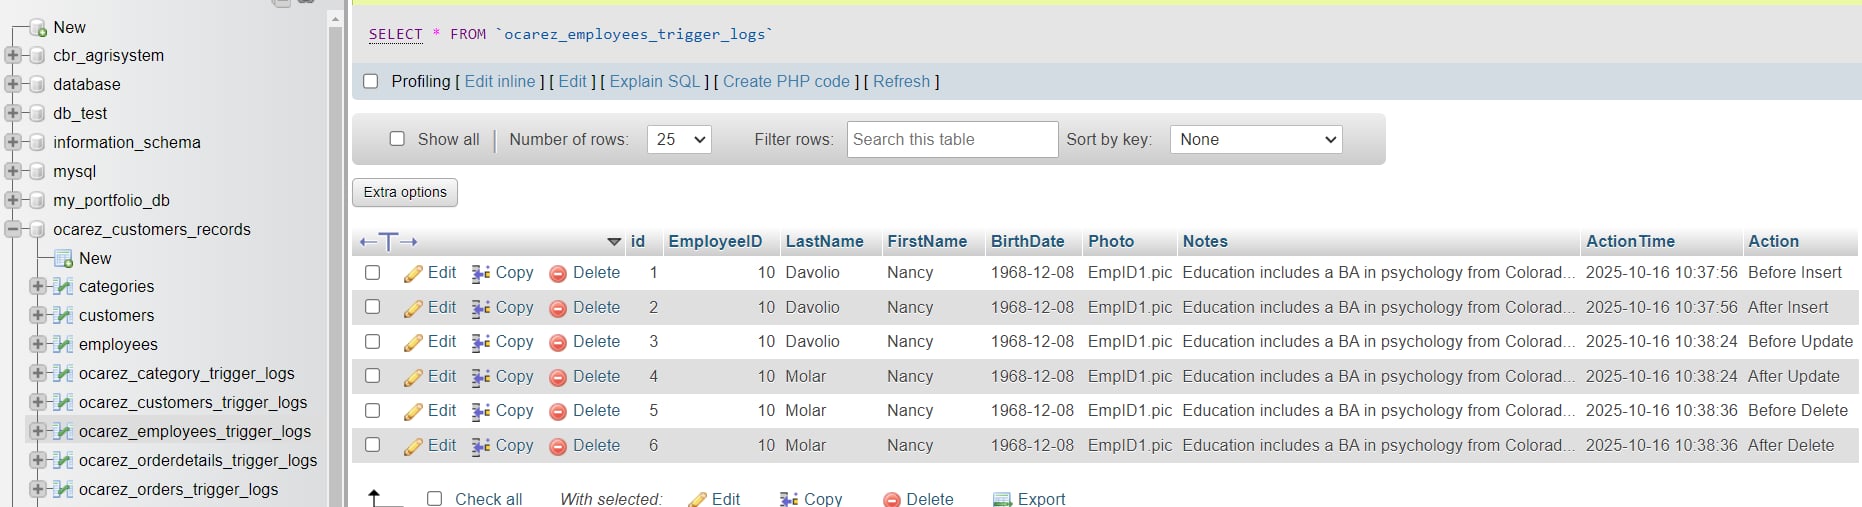 New
cbr_agrisystem
database
db_test
information_schema
mysql
my_portfolio_db
ocarez_customers_records
New
categories
customers
employees
ocarez_category_trigger_logs
ocarez_customers_trigger_logs
ocarez_employees_trigger_logs
ocarez_orderdetails_trigger_logs
ocarez_orders_trigger_logs
SELECT * FROM `ocarez_employees_trigger_logs`
Profiling [ Edit inline ] [ Edit ] [ Explain SQL ] [ Create PHP code ] [ Refresh ]
Show all Number of rows: 25 Filter rows: Search this table Sort by key: None
Extra options
id EmployeeID LastName FirstName BirthDate Photo Notes ActionTime Action
Edit Copy Delete 1 10 Davolio Nancy 1968-12-08 EmpID1.pic Education includes a BA in psychology from Colorad... 2025-10-16 10:37:56 Before Insert
Edit Copy Delete 2 10 Davolio Nancy 1968-12-08 EmpID1.pic Education includes a BA in psychology from Colorad... 2025-10-16 10:37:56 After Insert
Edit Copy Delete 3 10 Davolio Nancy 1968-12-08 EmpID1.pic Education includes a BA in psychology from Colorad... 2025-10-16 10:38:24 Before Update
Edit Copy Delete 4 10 Molar Nancy 1968-12-08 EmpID1.pic Education includes a BA in psychology from Colorad... 2025-10-16 10:38:24 After Update
Edit Copy Delete 5 10 Molar Nancy 1968-12-08 EmpID1.pic Education includes a BA in psychology from Colorad... 2025-10-16 10:38:36 Before Delete
Edit Copy Delete 6 10 Molar Nancy 1968-12-08 EmpID1.pic Education includes a BA in psychology from Colorad... 2025-10-16 10:38:36 After Delete
Check all With selected: Edit Copy Delete Export